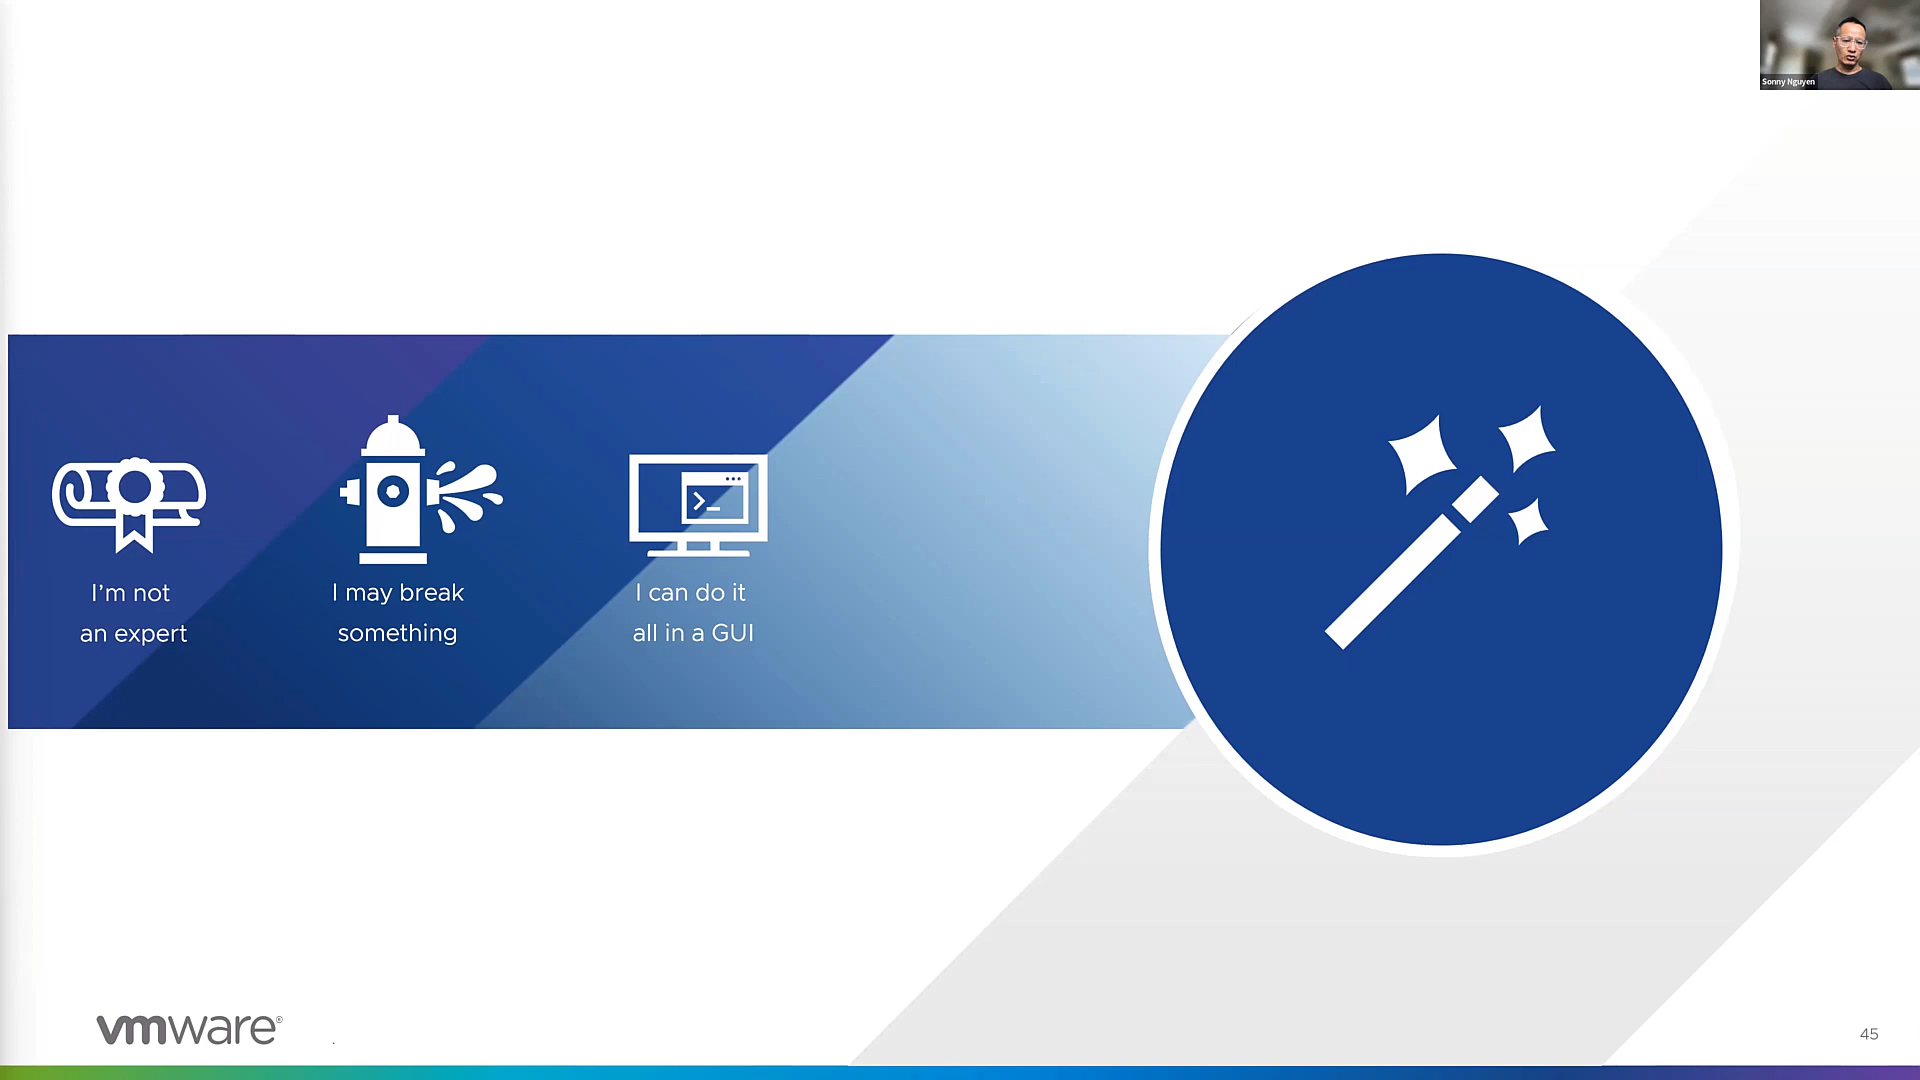 Sonny Nguyen
I'm not
an expert
I may break
something
I can do it
all in a GUI
vmware®
45